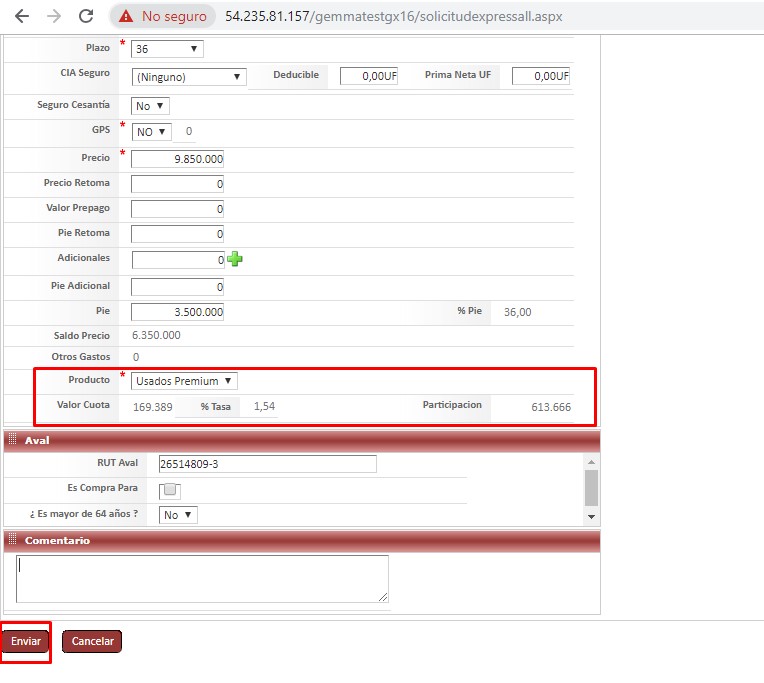 No seguro 54.235.81.157/gemmatestgx16/solicitudexpressall.aspx
Plazo * 36
CIA Seguro (Ninguno) Deducible 0,00UF Prima Neta UF 0,00UF
Seguro Cesantía No
GPS * NO 0
Precio * 9.850.000
Precio Retoma 0
Valor Prepago 0
Pie Retoma 0
Adicionales 0
Pie Adicional 0
Pie 3.500.000 % Pie 36,00
Saldo Precio 6.350.000
Otros Gastos 0
Producto * Usados Premium
Valor Cuota 169.389 % Tasa 1,54 Participacion 613.666
Aval
RUT Aval 26514809-3
Es Compra Para
¿ Es mayor de 64 años ? No
Comentario
Enviar Cancelar